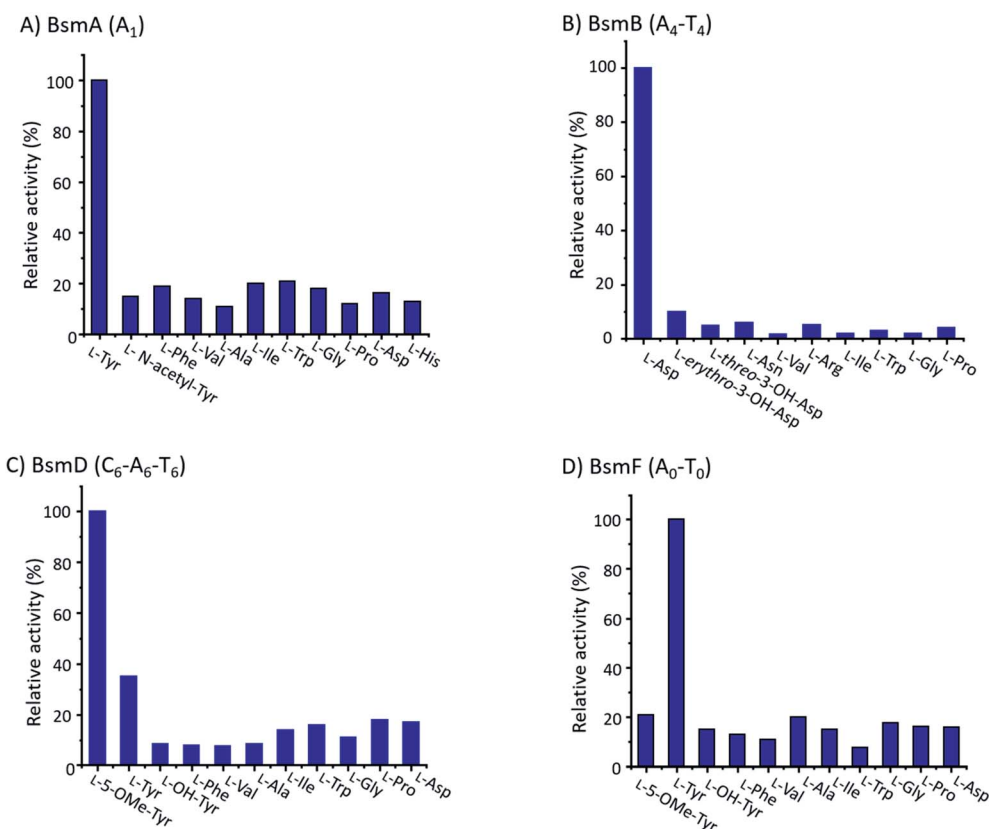 A) BsmA (A1)
Relative activity (%)
100
80
60
40
20
0
L-Tyr
L- N-acetyl-Tyr
L-Phe
L-Val
L-Ala
L-Ile
L-Trp
L-Gly
L-Pro
L-Asp
L-His
B) BsmB (A4-T4)
Relative activity (%)
100
80
60
40
20
0
L-Asp
L-erythro-3-OH-Asp
L-threo-3-OH-Asp
L-Asn
L-Val
L-Arg
L-Ile
L-Trp
L-Gly
L-Pro
C) BsmD (C6-A6-T6)
Relative activity (%)
100
80
60
40
20
0
L-5-OMe-Tyr
L-Tyr
L-OH-Tyr
L-Phe
L-Val
L-Ala
L-Ile
L-Trp
L-Gly
L-Pro
L-Asp
D) BsmF (A0-T0)
Relative activity (%)
100
80
60
40
20
0
L-5-OMe-Tyr
L-Tyr
L-OH-Tyr
L-Phe
L-Val
L-Ala
L-Ile
L-Trp
L-Gly
L-Pro
L-Asp